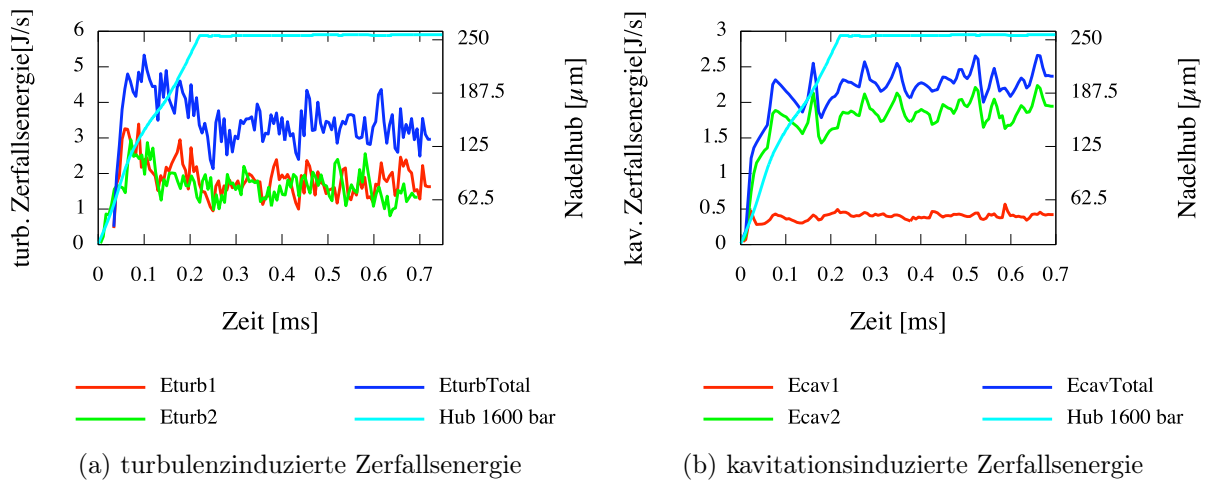 turb. Zerfallsenergie[J/s]
6
5
4
3
2
1
0
0 0.1 0.2 0.3 0.4 0.5 0.6 0.7
Zeit [ms]
250
187.5
125
62.5
Nadelhub [µm]
Eturb1
Eturb2
EturbTotal
Hub 1600 bar
(a) turbulenzinduzierte Zerfallsenergie
kav. Zerfallsenergie[J/s]
3
2.5
2
1.5
1
0.5
0
0 0.1 0.2 0.3 0.4 0.5 0.6 0.7
Zeit [ms]
250
187.5
125
62.5
Nadelhub [µm]
Ecav1
Ecav2
EcavTotal
Hub 1600 bar
(b) kavitationsinduzierte Zerfallsenergie